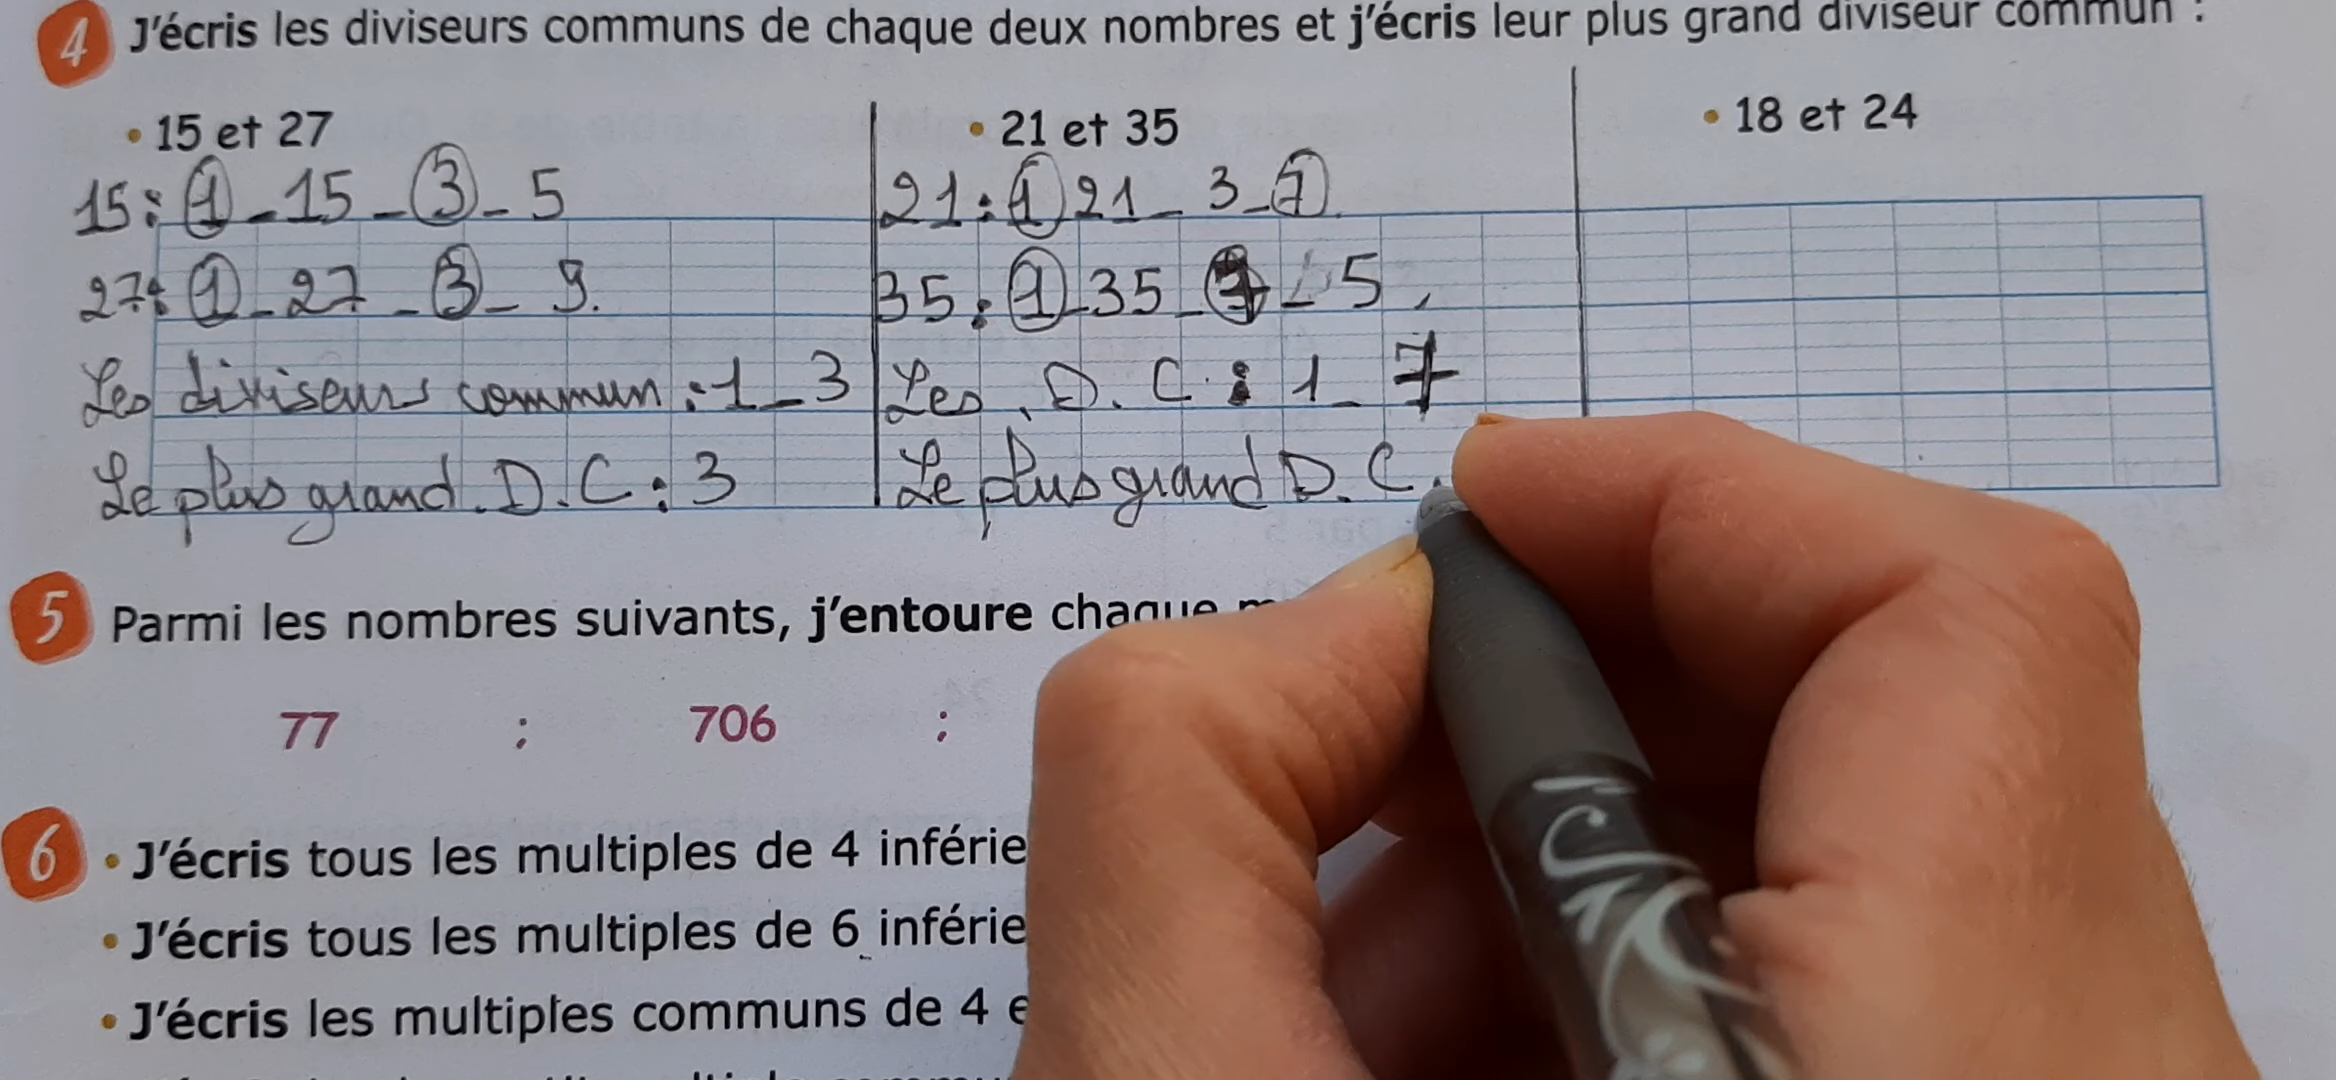 4 J'écris les diviseurs communs de chaque deux nombres et j'écris leur plus grand diviseur commun :
• 15 et 27
15 : 1 _ 15 _ 3 _ 5
27 : 1 _ 27 _ 3 _ 9.
Les diviseurs commun : 1 _ 3
Le plus grand . D . C : 3
• 21 et 35
21 : 1 21 _ 3 _ 7
35 : 1 _ 35 _ 7 _ 5 ,
Les . D . C : 1 _ 7
Le plus grand D . C .
• 18 et 24
5 Parmi les nombres suivants, j'entoure chaque
77 ; 706 ;
6 • J'écris tous les multiples de 4 inférie
• J'écris tous les multiples de 6 inférie
• J'écris les multiples communs de 4 e